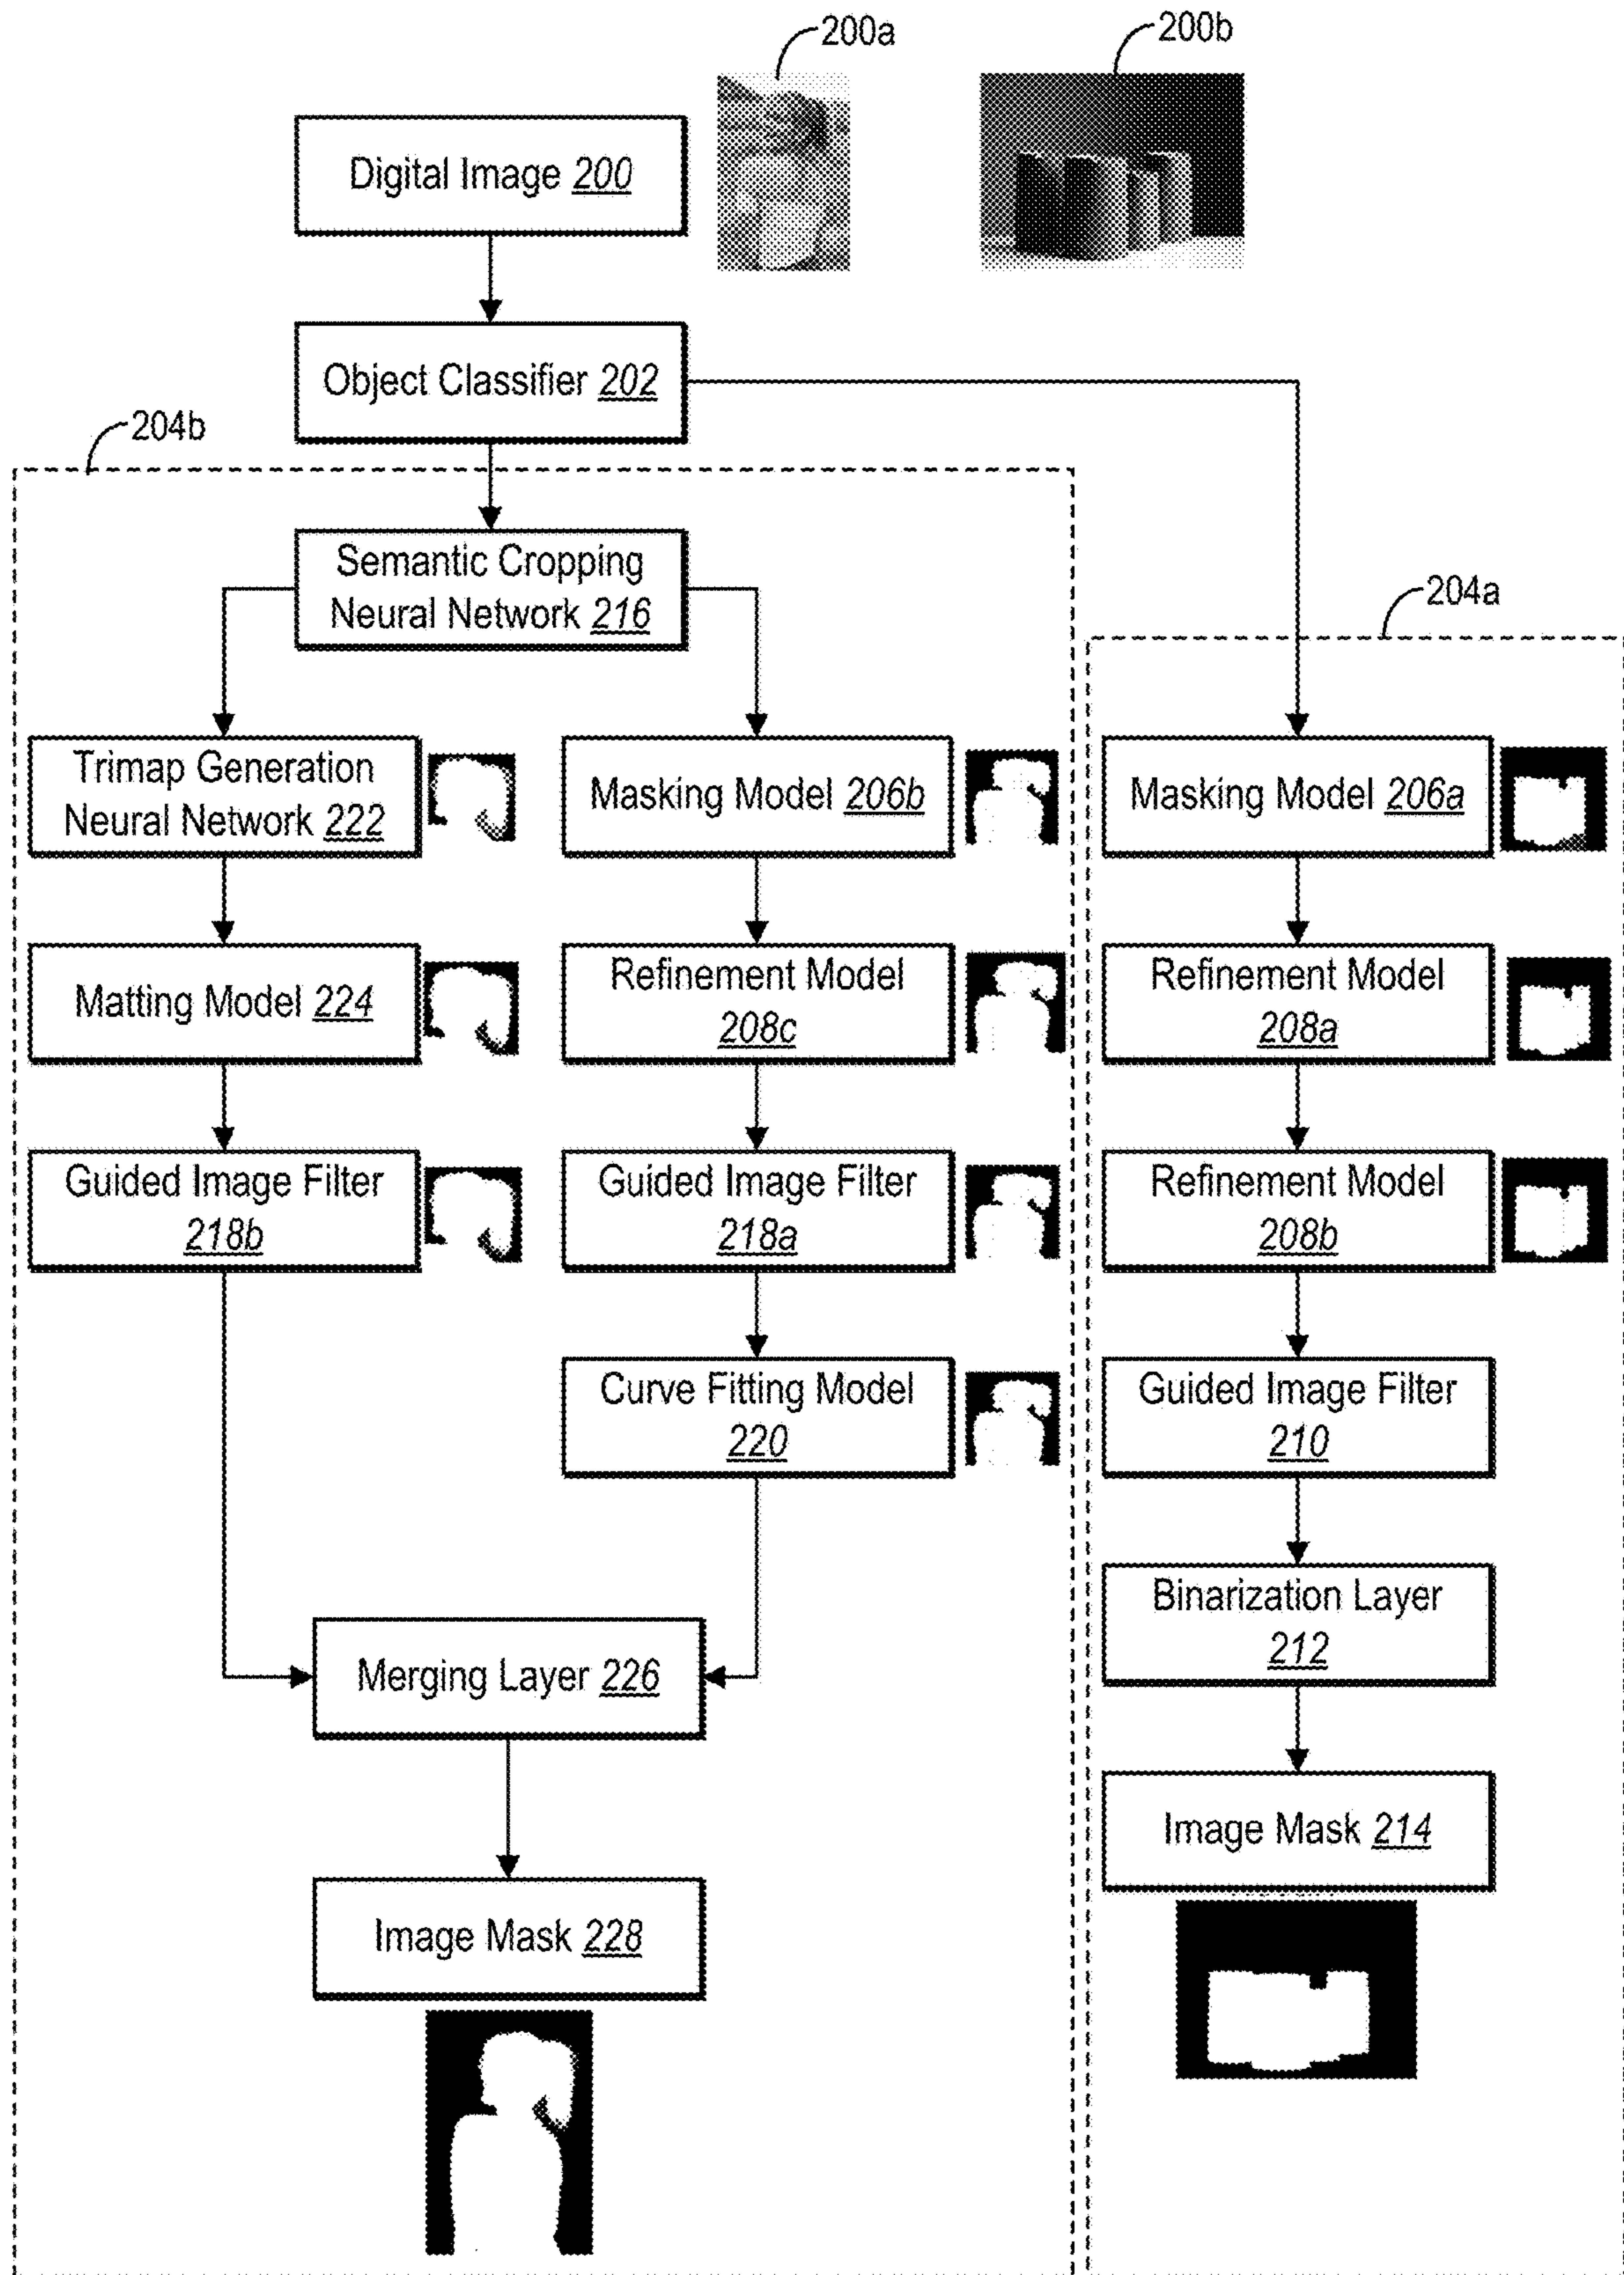 200a
200b
Digital Image 200
Object Classifier 202
204b
Semantic Cropping
Neural Network 216
204a
Trimap Generation
Neural Network 222
Masking Model 206b
Masking Model 206a
Matting Model 224
Refinement Model
208c
Refinement Model
208a
Guided Image Filter
218b
Guided Image Filter
218a
Refinement Model
208b
Curve Fitting Model
220
Guided Image Filter
210
Binarization Layer
212
Merging Layer 226
Image Mask 214
Image Mask 228